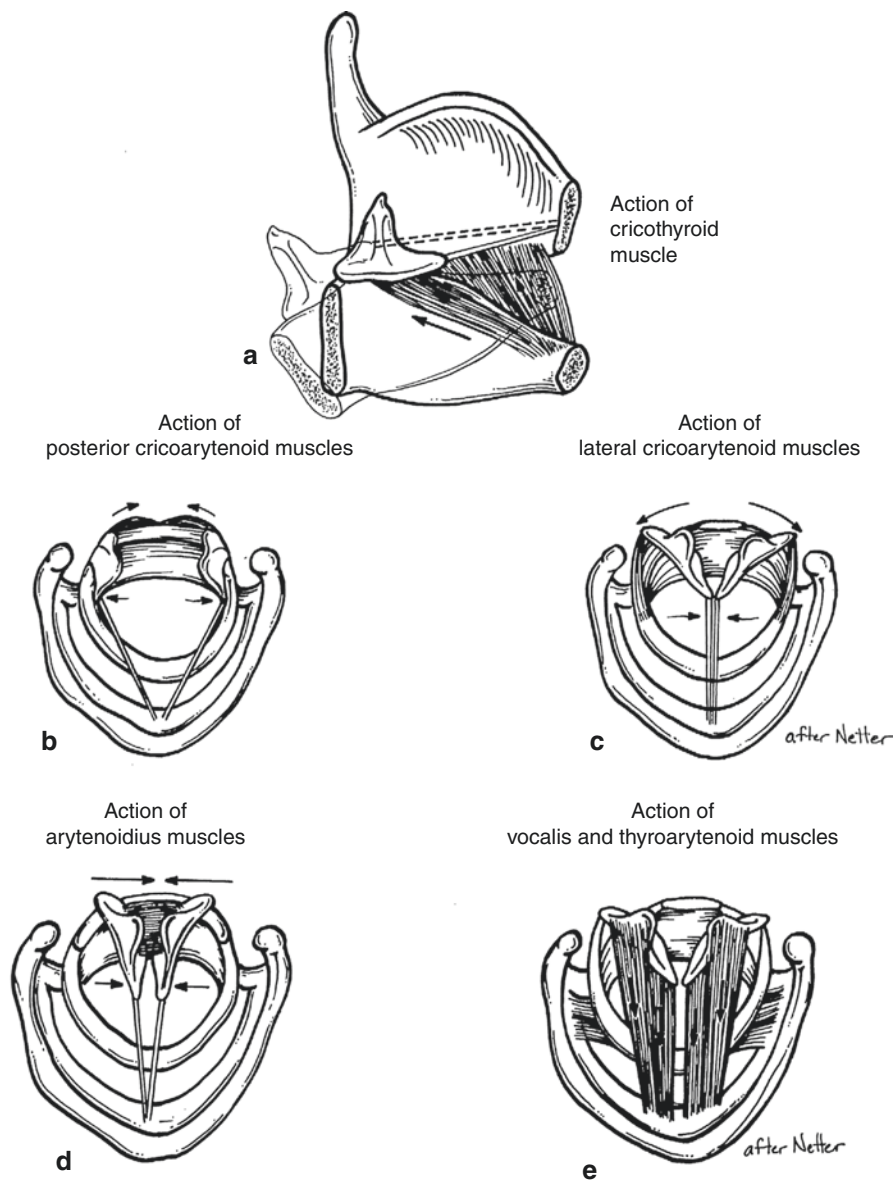 Action of
cricothyroid
muscle
a
Action of
posterior cricoarytenoid muscles
Action of
lateral cricoarytenoid muscles
b
c
after Netter
Action of
arytenoidius muscles
Action of
vocalis and thyroarytenoid muscles
d
e
after Netter